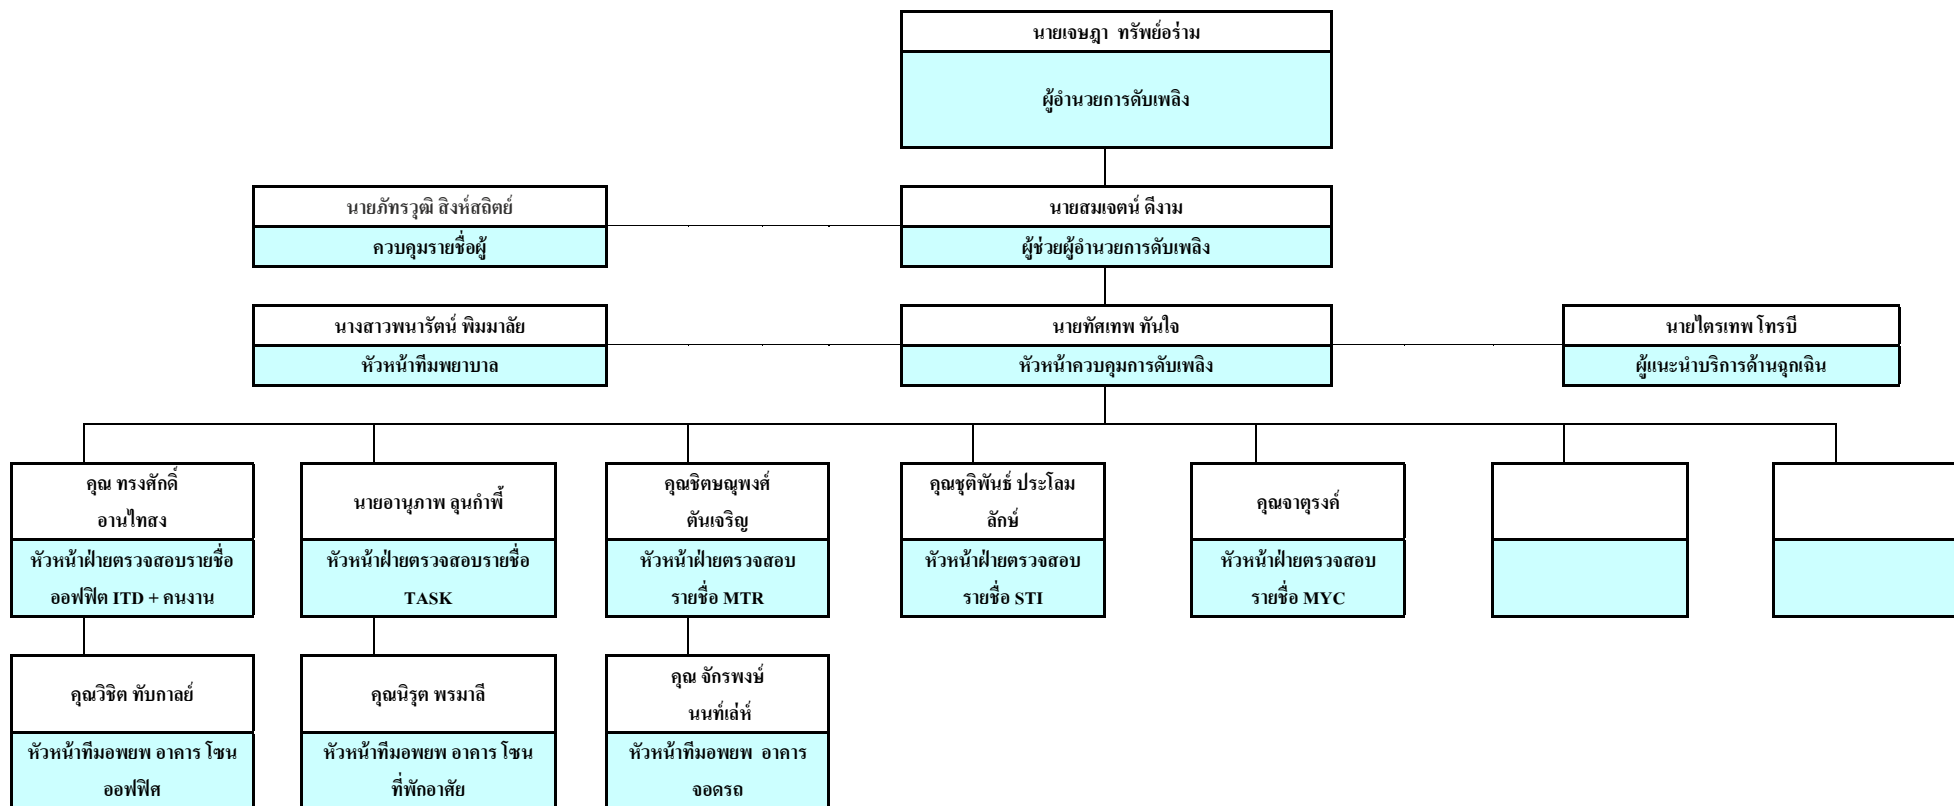 นายเจษฎา  ทรัพย์อร่าม
ผู้อำนวยการดับเพลิง
นายภัทรวุฒิ สิงห์สถิตย์
ควบคุมรายชื่อผู้
นายสมเจตน์ ดีงาม
ผู้ช่วยผู้อำนวยการดับเพลิง
นางสาวพนารัตน์ พิมมาลัย
หัวหน้าทีมพยาบาล
นายทัศเทพ ทันใจ
หัวหน้าควบคุมการดับเพลิง
นายไตรเทพ โทรบี
ผู้แนะนำบริการด้านฉุกเฉิน
คุณ ทรงศักดิ์
อานไทสง
หัวหน้าฝ่ายตรวจสอบรายชื่อ
ออฟฟิต ITD + คนงาน
นายอานุภาพ ลุนกำพี้
หัวหน้าฝ่ายตรวจสอบรายชื่อ
TASK
คุณชิตษณุพงศ์
ตันเจริญ
หัวหน้าฝ่ายตรวจสอบ
รายชื่อ MTR
คุณชุติพันธ์ ประโลม
ลักษ์
หัวหน้าฝ่ายตรวจสอบ
รายชื่อ STI
คุณจาตุรงค์
หัวหน้าฝ่ายตรวจสอบ
รายชื่อ MYC
คุณวิชิต ทับกาลย์
หัวหน้าทีมอพยพ อาคาร โซน
ออฟฟิศ
คุณนิรุต พรมาลี
หัวหน้าทีมอพยพ อาคาร โซน
ที่พักอาศัย
คุณ จักรพงษ์
นนท์เล่ห์
หัวหน้าทีมอพยพ  อาคาร
จอดรถ